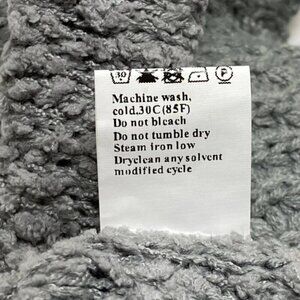 30 F
Machine wash,
cold.30C(85F)
Do not bleach
Do not tumble dry
Steam iron low
Dryclean any solvent
modified cycle